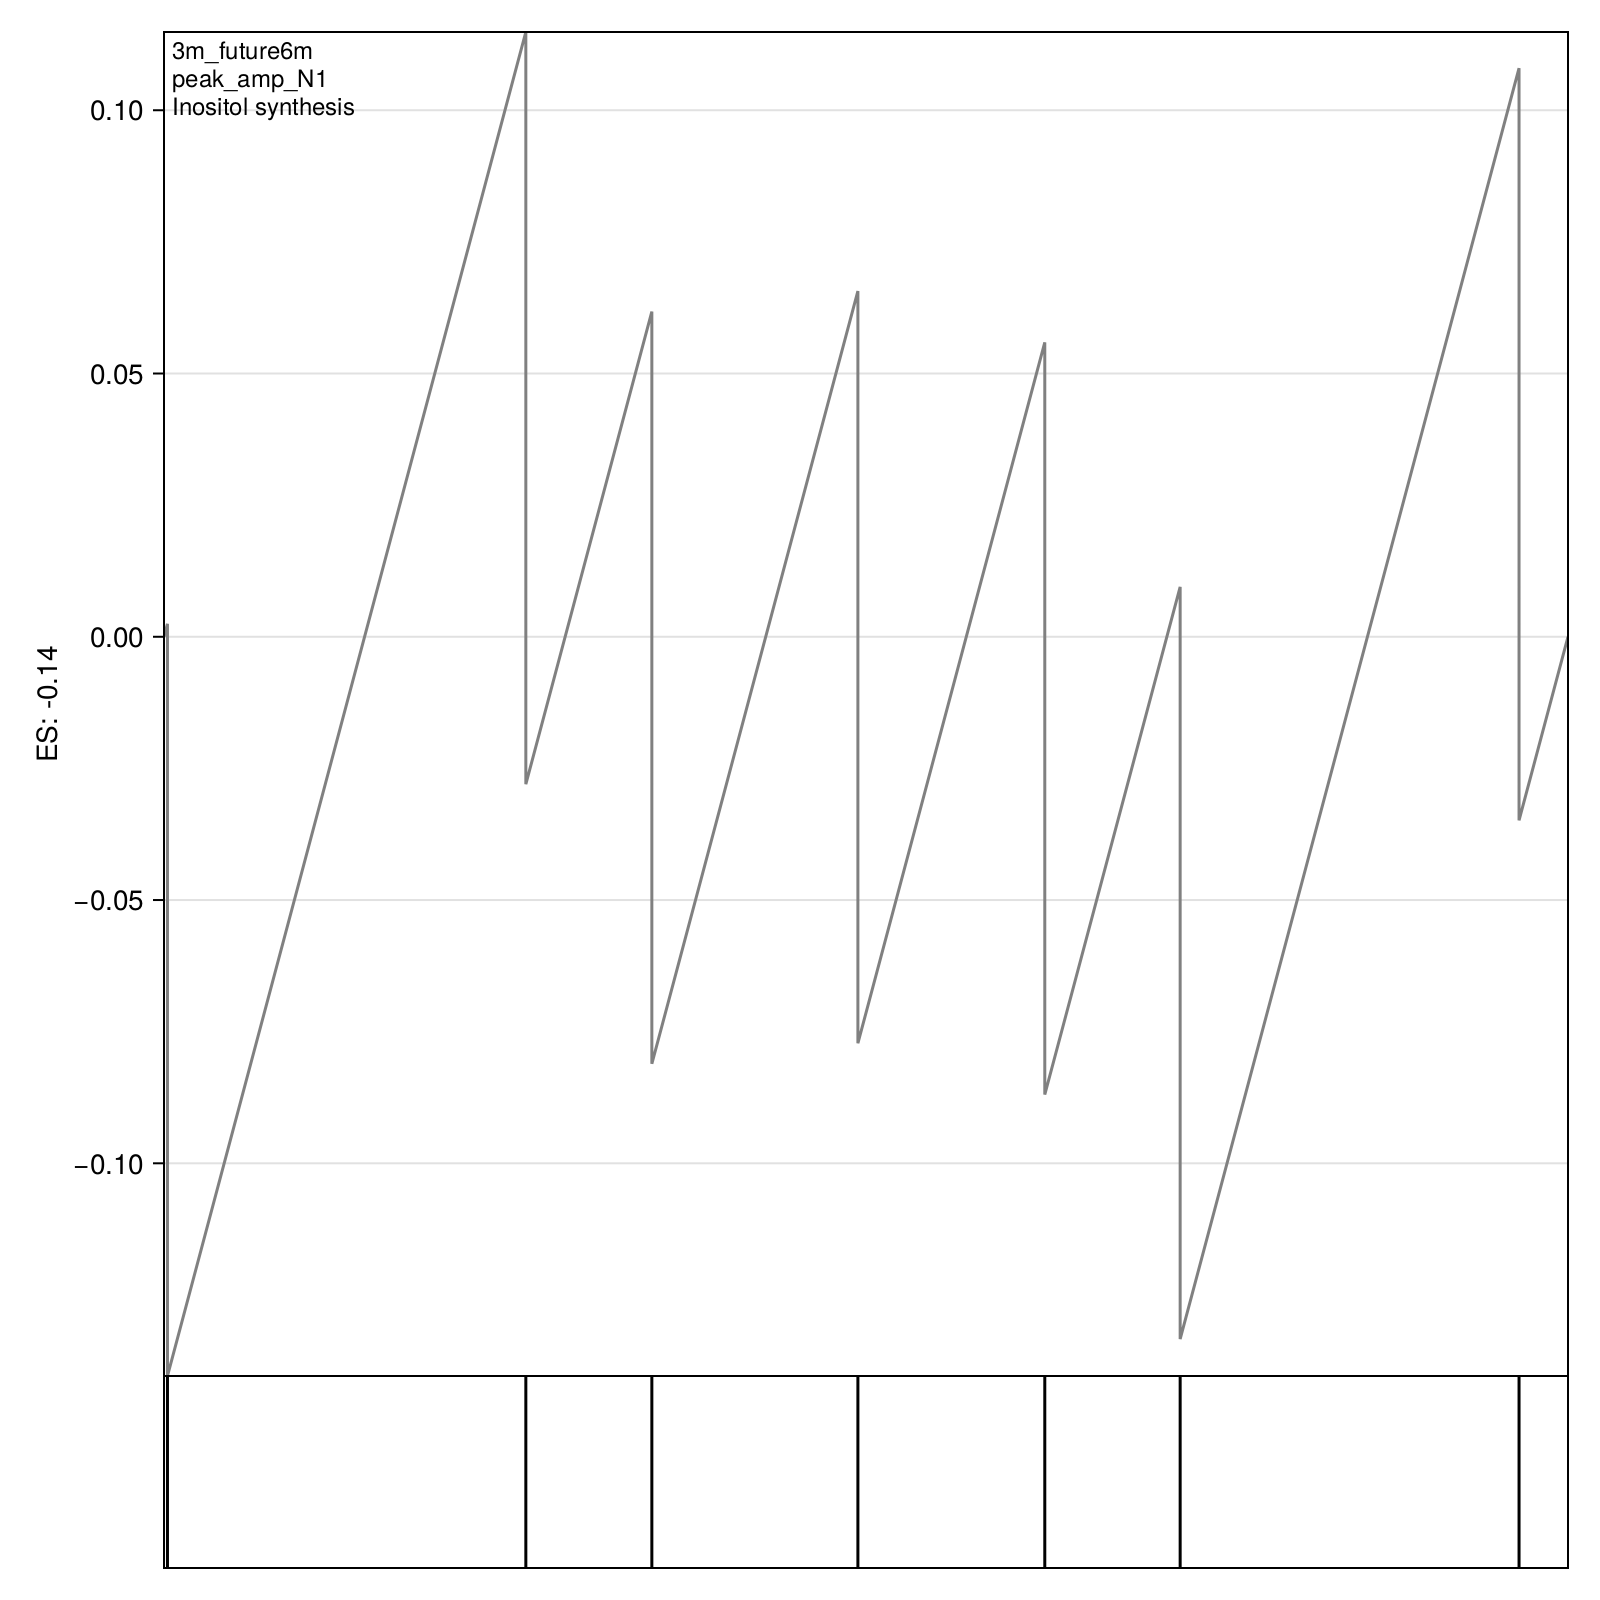 3m_future6m
peak_amp_N1
Inositol synthesis
0.10
0.05
0.00
−0.05
−0.10
ES: -0.14